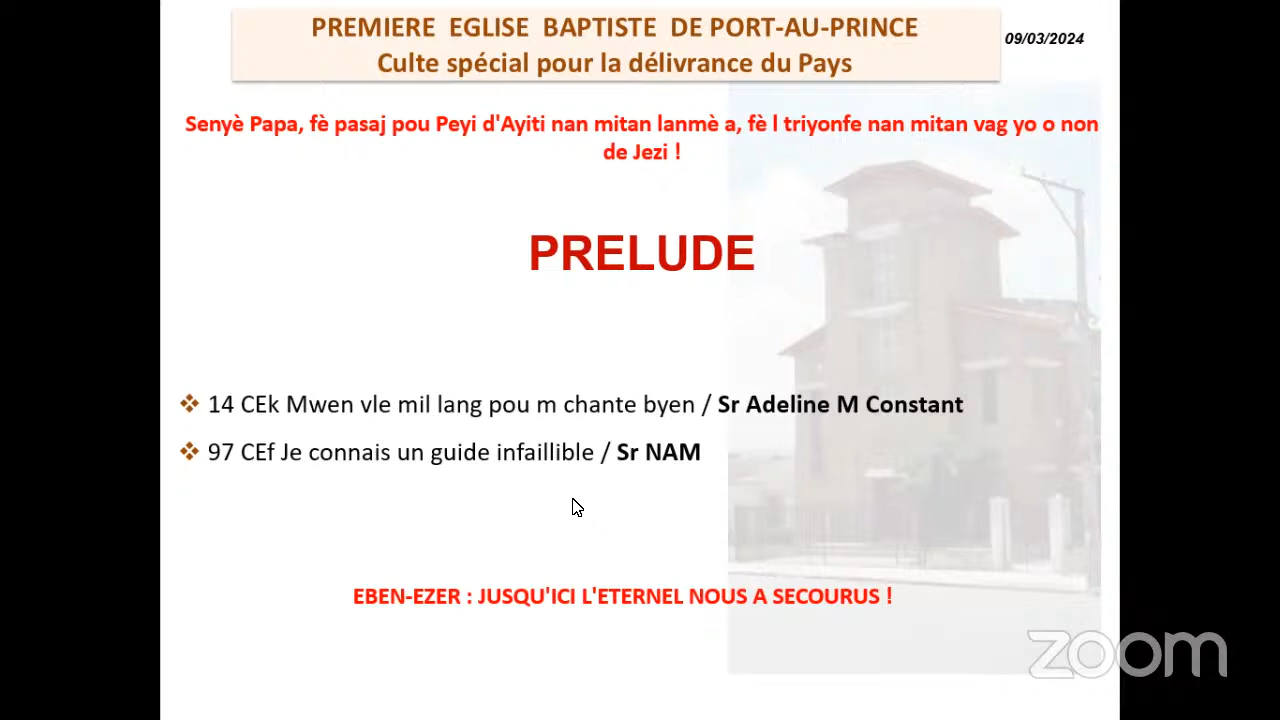 PREMIERE EGLISE BAPTISTE DE PORT-AU-PRINCE
Culte spécial pour la délivrance du Pays
09/03/2024
Senyè Papa, fè pasaj pou Peyi d'Ayiti nan mitan lanmè a, fè l triyonfe nan mitan vag yo o non
de Jezi !
PRELUDE
14 CEk Mwen vle mil lang pou m chante byen / Sr Adeline M Constant
97 CEf Je connais un guide infaillible / Sr NAM
EBEN-EZER : JUSQU'ICI L'ETERNEL NOUS A SECOURUS !
zoom